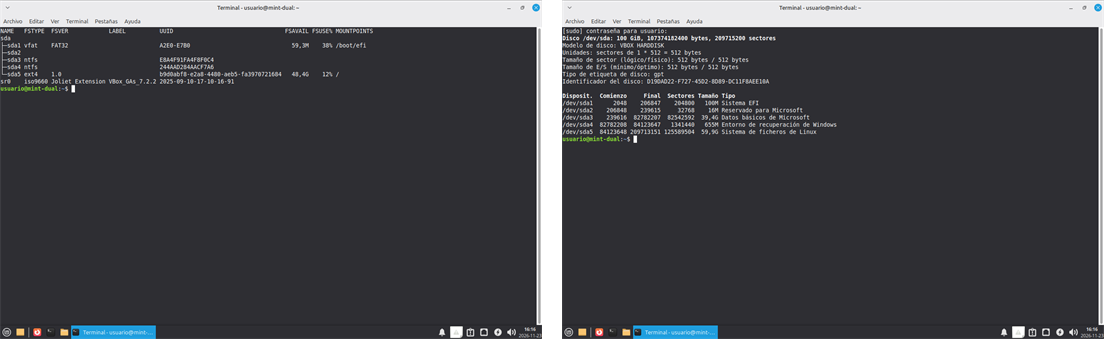 Terminal - usuario@mint-dual: ~
Archivo Editar Ver Terminal Pestañas Ayuda
NAME FSTYPE FSVER LABEL UUID FSAVAIL FSUSE% MOUNTPOINTS
sda
├─sda1 vfat FAT32 A2E0-E7B0 59,3M 38% /boot/efi
├─sda2
├─sda3 ntfs E8A4F91FA4F8F0C4
├─sda4 ntfs 244AAD284AACF7A6
└─sda5 ext4 1.0 b9d0abf8-e2a8-4480-aeb5-fa3970721684 48,4G 12% /
sr0 iso9660 Joliet Extension VBox_GAs_7.2.2 2025-09-10-17-10-16-91
usuario@mint-dual:~$
Terminal - usuario@mint-...
16:16
2026-11-23
Terminal - usuario@mint-dual: ~
Archivo Editar Ver Terminal Pestañas Ayuda
[sudo] contraseña para usuario:
Disco /dev/sda: 100 GiB, 107374182400 bytes, 209715200 sectores
Modelo de disco: VBOX HARDDISK
Unidades: sectores de 1 * 512 = 512 bytes
Tamaño de sector (lógico/físico): 512 bytes / 512 bytes
Tamaño de E/S (mínimo/óptimo): 512 bytes / 512 bytes
Tipo de etiqueta de disco: gpt
Identificador del disco: D19DAD22-F727-45D2-8D89-DC11F8AEE10A
Disposit. Comienzo Final Sectores Tamaño Tipo
/dev/sda1 2048 206847 204800 100M Sistema EFI
/dev/sda2 206848 239615 32768 16M Reservado para Microsoft
/dev/sda3 239616 82782207 82542592 39,4G Datos básicos de Microsoft
/dev/sda4 82782208 84123647 1341440 655M Entorno de recuperación de Windows
/dev/sda5 84123648 209713151 125589504 59,9G Sistema de ficheros de Linux
usuario@mint-dual:~$
Terminal - usuario@mint-...
16:16
2026-11-23